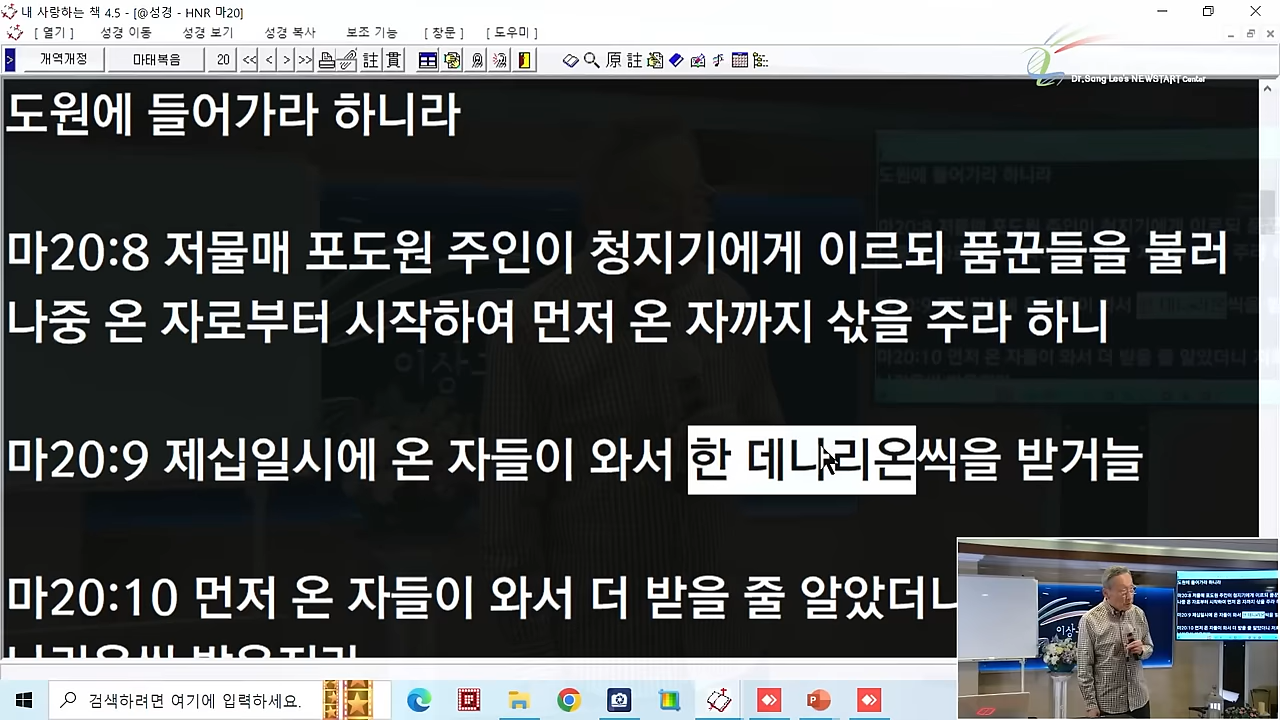 내 사랑하는 책 4.5 - [@성경 - HNR 마20]
[ 열기 ] 성경 이동 성경 보기 성경 복사 보조 기능 [ 창문 ] [ 도우미 ]
개역개정 마태복음 20 << < > >> 註 貫 原 註
Dr.Sang Lee's NEWSTART Center
도원에 들어가라 하니라
마20:8 저물매 포도원 주인이 청지기에게 이르되 품꾼들을 불러
나중 온 자로부터 시작하여 먼저 온 자까지 삯을 주라 하니
마20:9 제십일시에 온 자들이 와서 한 데나리온씩을 받거늘
마20:10 먼저 온 자들이 와서 더 받을 줄 알았더니
검색하려면 여기에 입력하세요.